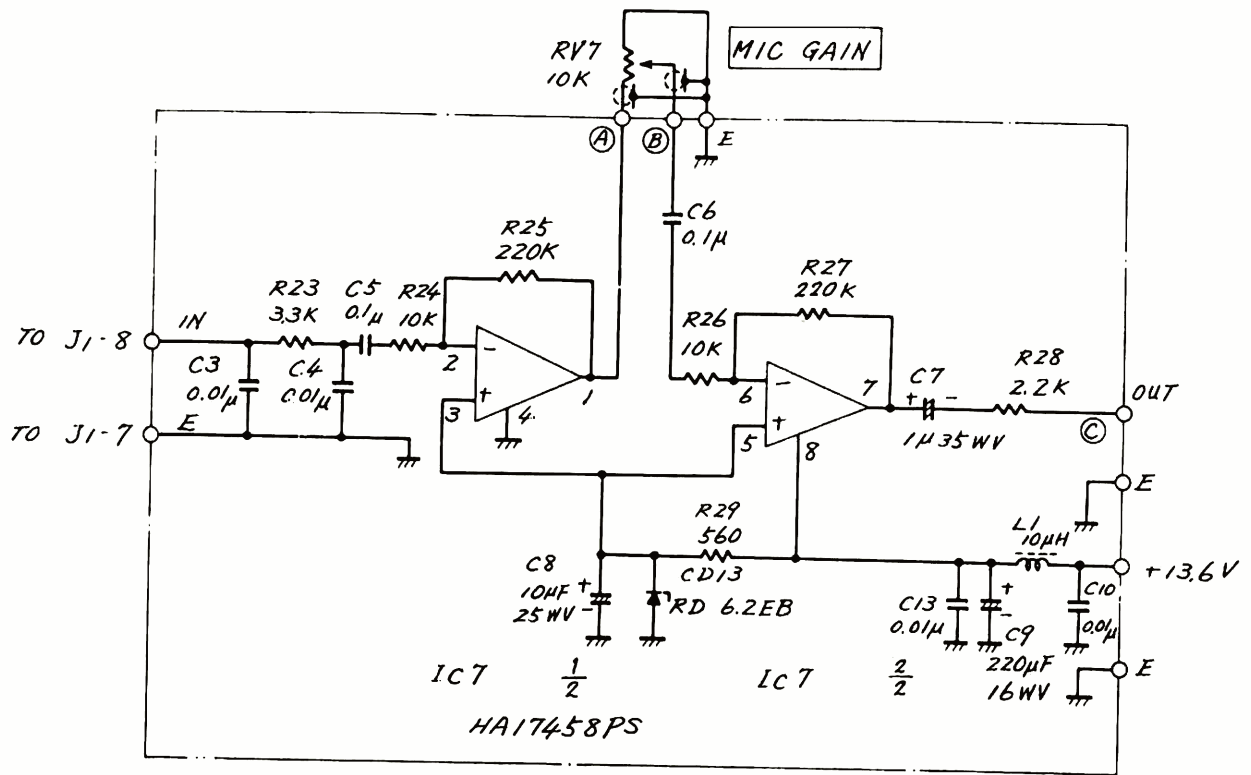 RV7
10K
MIC GAIN
A
B
E
C6
0.1μ
R25
220K
R27
220K
R23
3.3K
C5
0.1μ
R24
10K
R26
10K
TO J1-8
IN
C3
0.01μ
C4
0.01μ
2
−
+
3
4
1
6
−
+
5
7
8
C7
+ −
1μ 35WV
R28
2.2K
OUT
C
TO J1-7
E
E
R29
560
L1
10μH
+13.6V
C8
10μF
25WV
+
−
CD13
RD 6.2EB
C13
0.01μ
+
−
C9
220μF
16WV
C10
0.01μ
E
IC7 1/2
IC7 2/2
HA17458PS